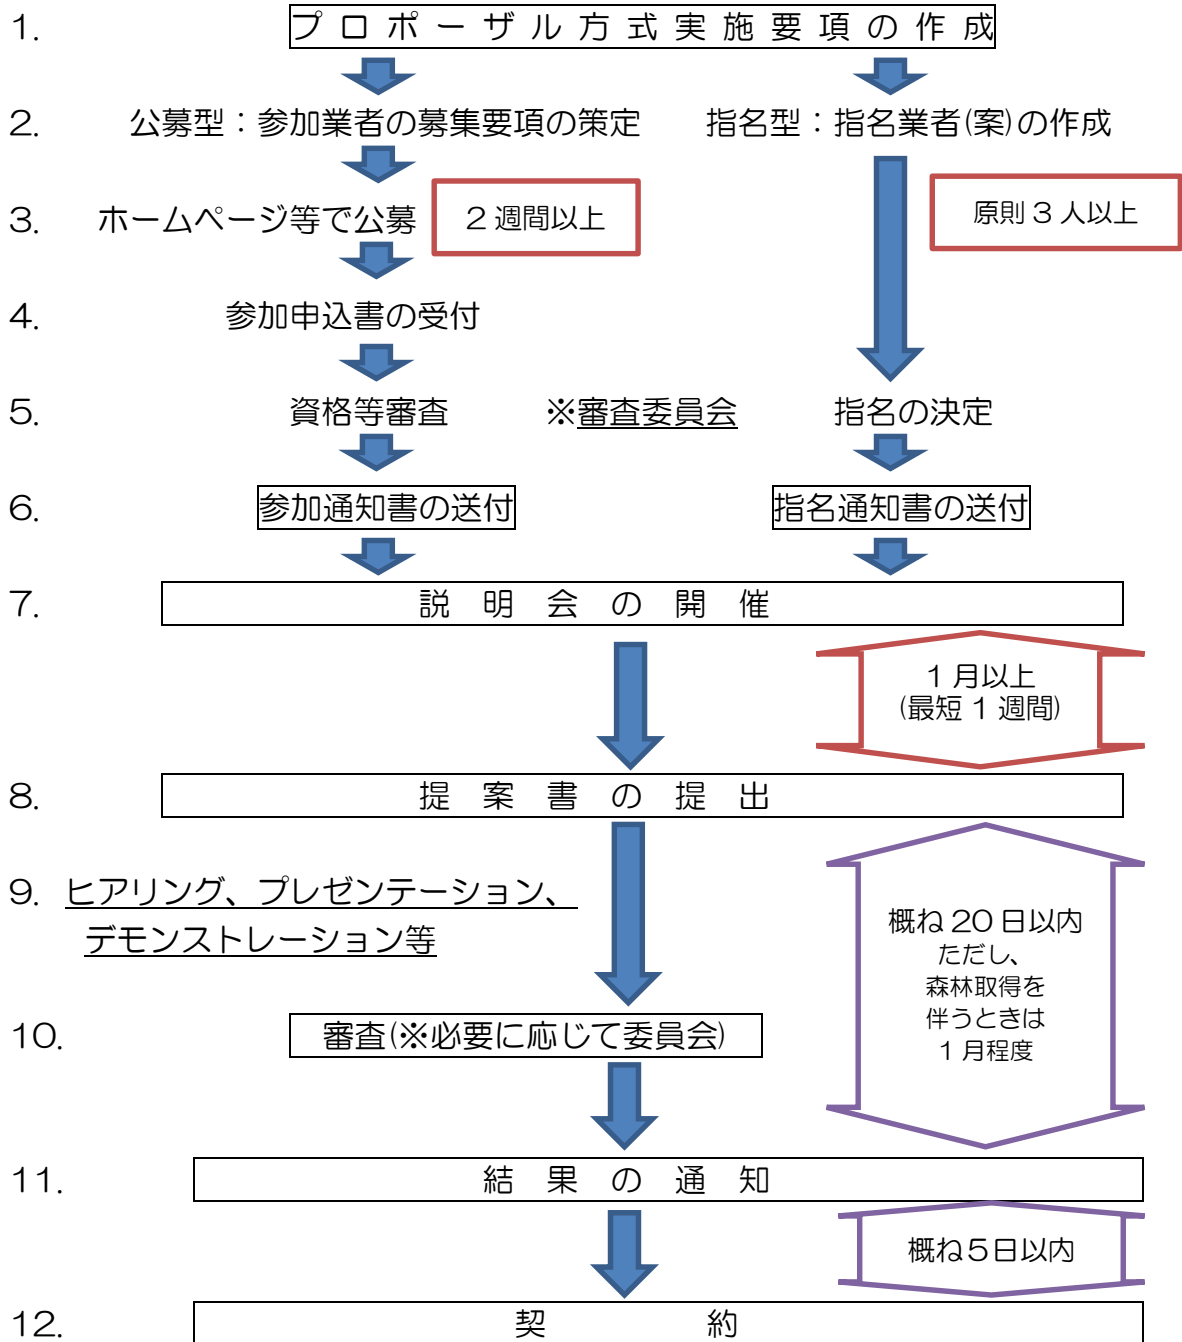 1. プロポーザル方式実施要項の作成
2. 公募型：参加業者の募集要項の策定 指名型：指名業者(案)の作成
3. ホームページ等で公募 2週間以上 原則3人以上
4. 参加申込書の受付
5. 資格等審査 ※審査委員会 指名の決定
6. 参加通知書の送付 指名通知書の送付
7. 説明会の開催
1月以上
(最短1週間)
8. 提案書の提出
9. ヒアリング、プレゼンテーション、
デモンストレーション等
概ね20日以内
ただし、
森林取得を
伴うときは
1月程度
10. 審査(※必要に応じて委員会)
11. 結果の通知
概ね5日以内
12. 契約